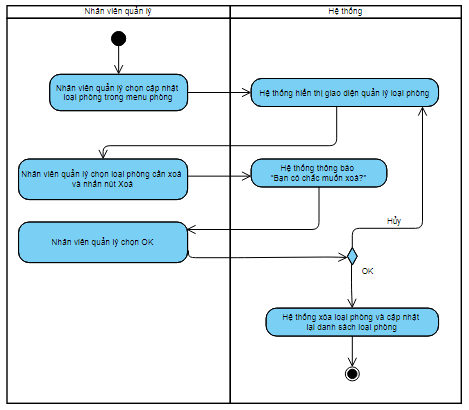 Nhân viên quản lý
Hệ thống
Nhân viên quản lý chọn cập nhật
loại phòng trong menu phòng
Hệ thống hiển thị giao diện quản lý loại phòng
Nhân viên quản lý chọn loại phòng cần xoá
và nhấn nút Xoá
Hệ thống thông báo
"Bạn có chắc muốn xoá?"
Nhân viên quản lý chọn OK
Hủy
OK
Hệ thống xóa loại phòng và cập nhật
lại danh sách loại phòng